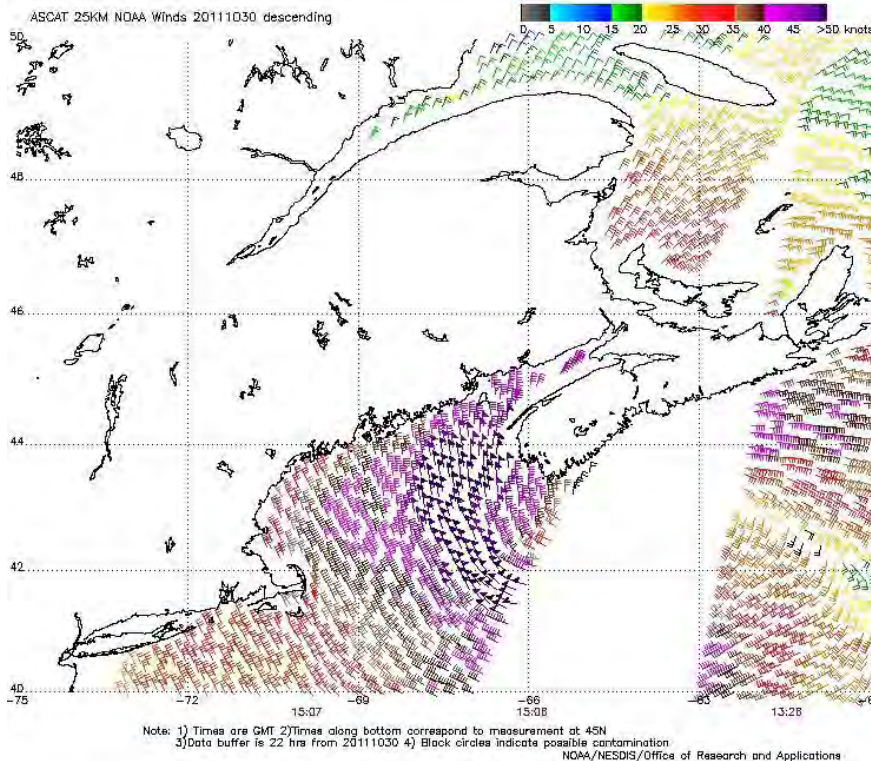 ASCAT 25KM NOAA Winds 20111030 descending
0 5 10 15 20 25 30 35 40 45 >50 knots
50
48
46
44
42
40
-75 -72 -69 -66 -63 -6
15:07 15:08 13:28
Note: 1) Times are GMT 2)Times along bottom correspond to measurement at 45N
3)Data buffer is 22 hrs from 20111030 4) Black circles indicate possible contamination
NOAA/NESDIS/Office of Research and Applications